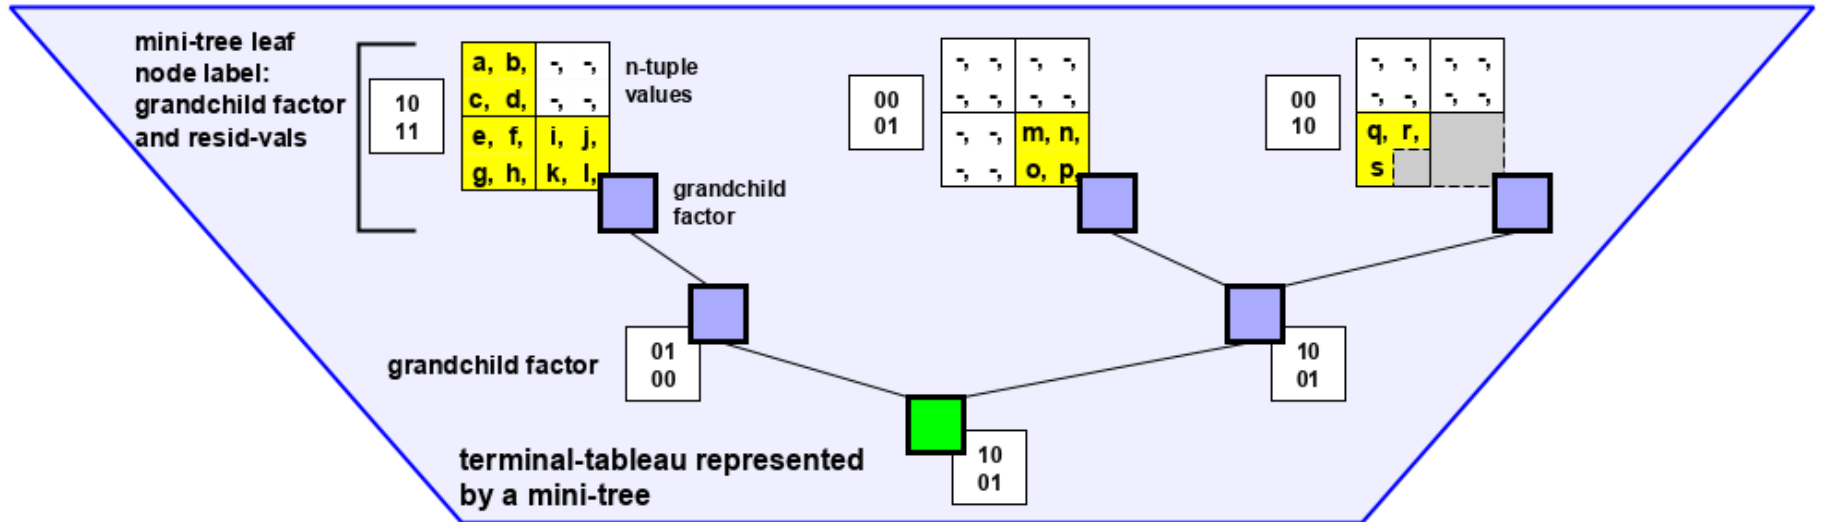 mini-tree leaf
node label:
grandchild factor
and resid-vals
10
11
a, b, -, -,
c, d, -, -,
e, f, i, j,
g, h, k, l,
n-tuple
values
grandchild
factor
00
01
-, -, -, -,
-, -, -, -,
-, -, m, n,
-, -, o, p,
00
10
-, -, -, -,
-, -, -, -,
q, r,
s
grandchild factor
01
00
10
01
terminal-tableau represented
by a mini-tree
10
01